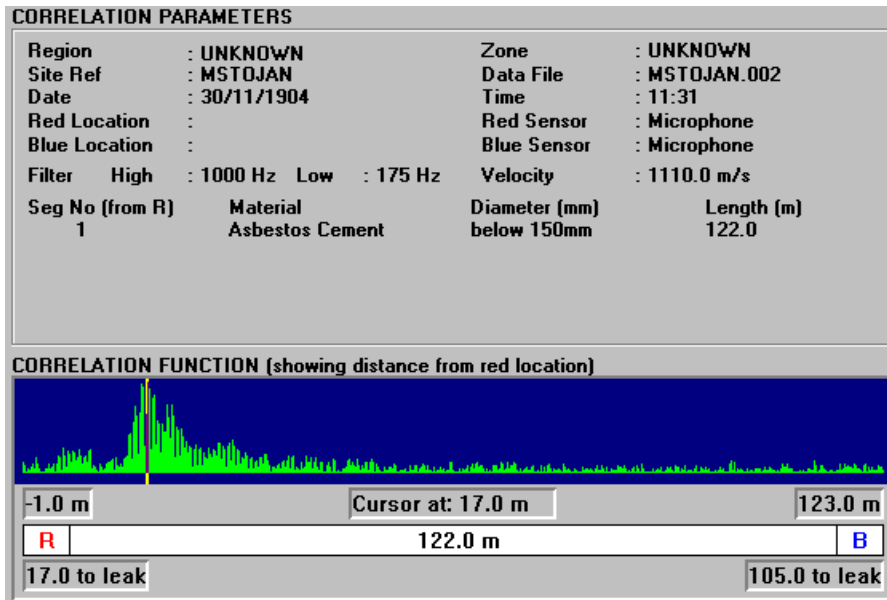 CORRELATION PARAMETERS
Region : UNKNOWN Zone : UNKNOWN
Site Ref : MSTOJAN Data File : MSTOJAN.002
Date : 30/11/1904 Time : 11:31
Red Location : Red Sensor : Microphone
Blue Location : Blue Sensor : Microphone
Filter High : 1000 Hz Low : 175 Hz Velocity : 1110.0 m/s
Seg No (from R) Material Diameter (mm) Length (m)
1 Asbestos Cement below 150mm 122.0
CORRELATION FUNCTION (showing distance from red location)
-1.0 m Cursor at: 17.0 m 123.0 m
R 122.0 m B
17.0 to leak 105.0 to leak